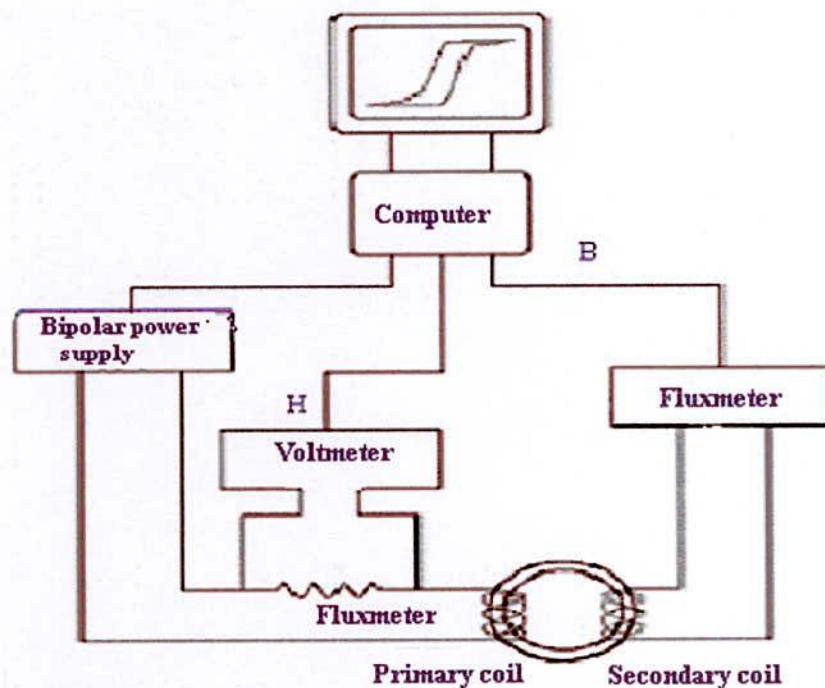 Computer
B
Bipolar power
supply
H
Voltmeter
Fluxmeter
Fluxmeter
Primary coil
Secondary coil